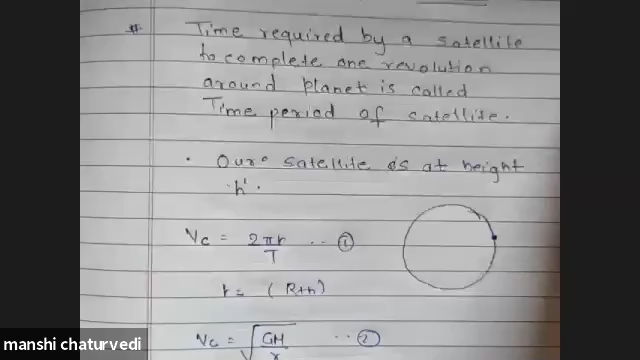 # Time required by a satellite
to complete one revolution
around planet is called
Time period of satellite.
• Our satellite is at height
'h'.
Vc = 2πr/T ... ①
r = (R+h)
Vc = √GM/r ... ②
manshi chaturvedi